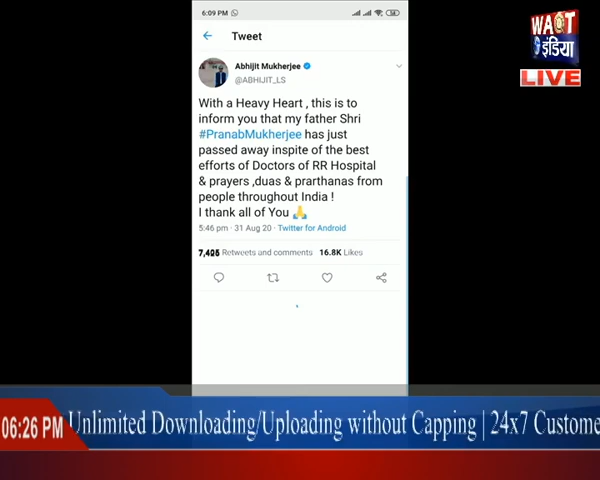 6:09 PM
58
WAQT
इंडिया
LIVE
Tweet
Abhijit Mukherjee
@ABHIJIT_LS
With a Heavy Heart , this is to
inform you that my father Shri
#PranabMukherjee has just
passed away inspite of the best
efforts of Doctors of RR Hospital
& prayers ,duas & prarthanas from
people throughout India !
I thank all of You 🙏
5:46 pm · 31 Aug 20 · Twitter for Android
Retweets and comments 16.8K Likes
06:26 PM
Unlimited Downloading/Uploading without Capping | 24x7 Custome